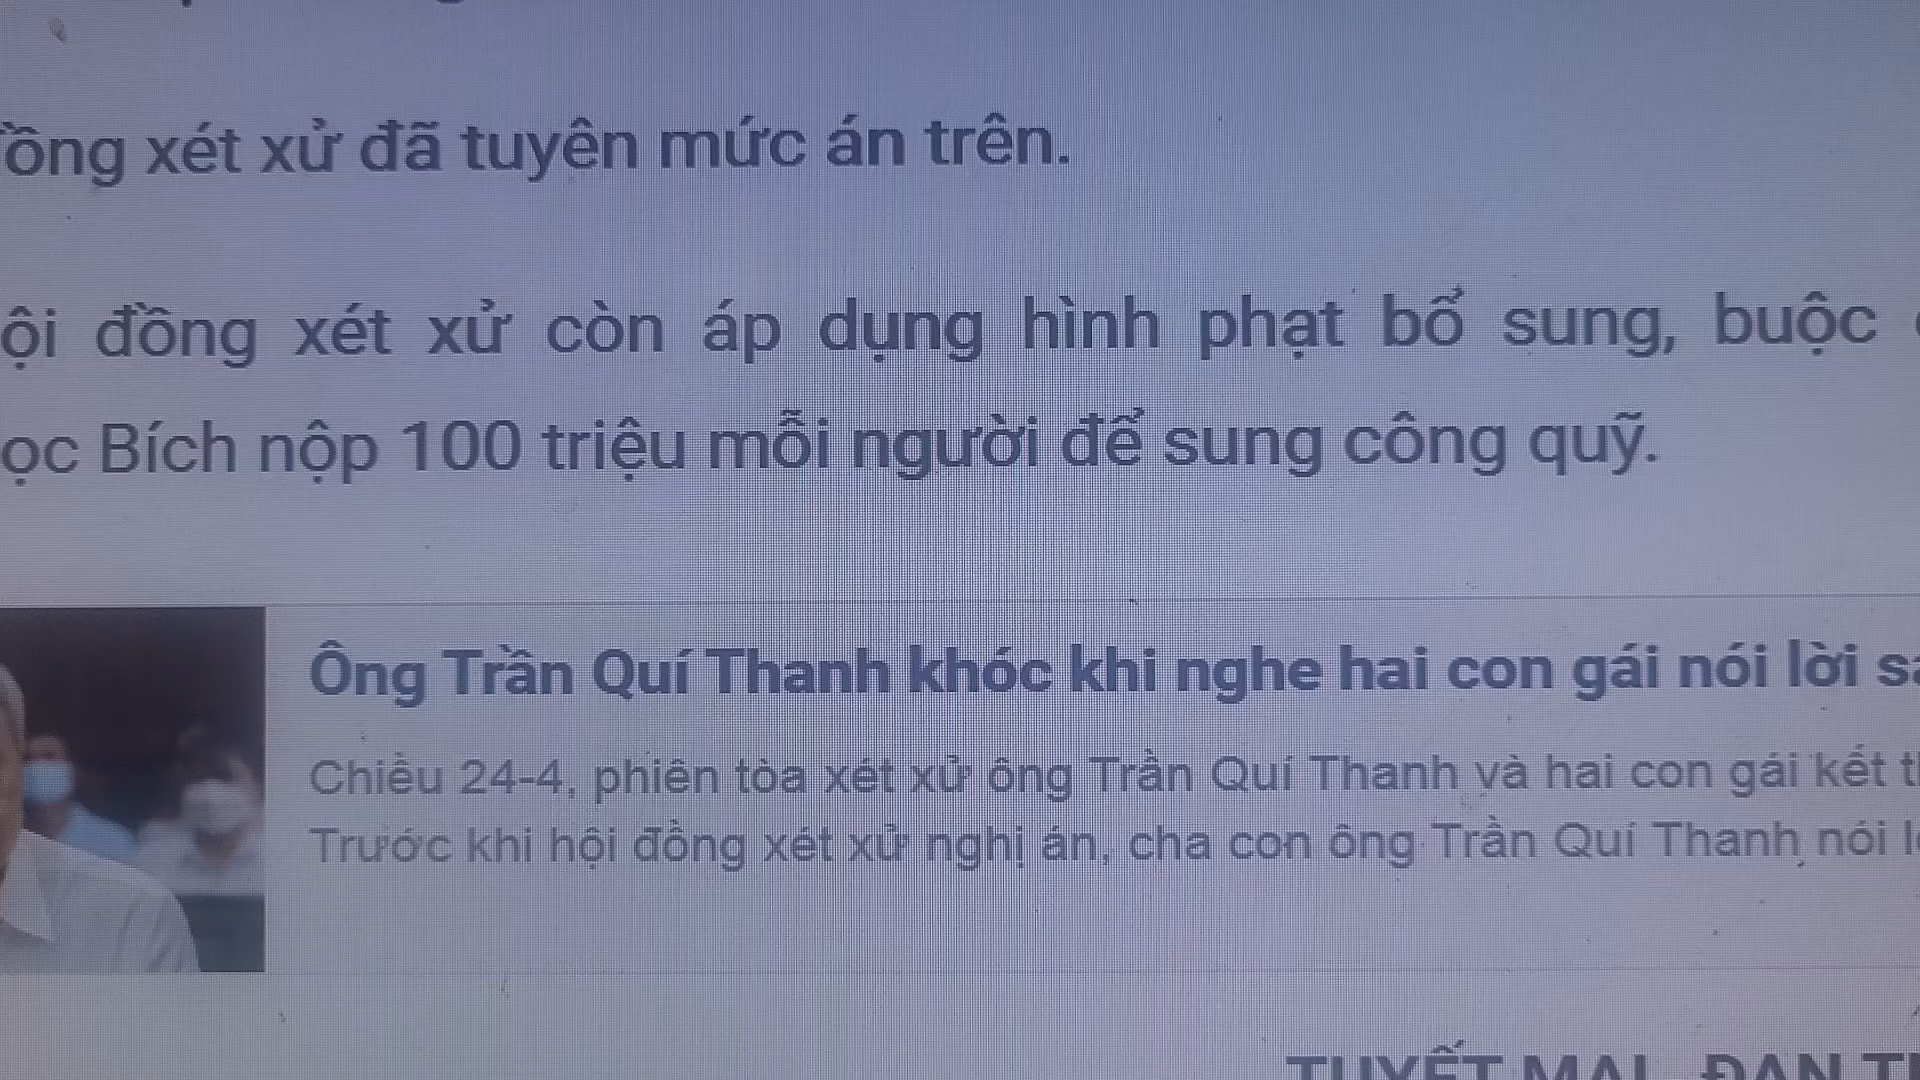 xét xử đã tuyên mức án trên.
đồng xét xử còn áp dụng hình phạt bổ sung, buộc
Bích nộp 100 triệu mỗi người để sung công quỹ.
Ông Trần Quí Thanh khóc khi nghe hai con gái nói lời
Chiều 24-4, phiên tòa xét xử ông Trần Quí Thanh và hai con gái kết
Trước khi hội đồng xét xử nghị án, cha con ông Trần Quí Thanh nói
TUYẾT MAI